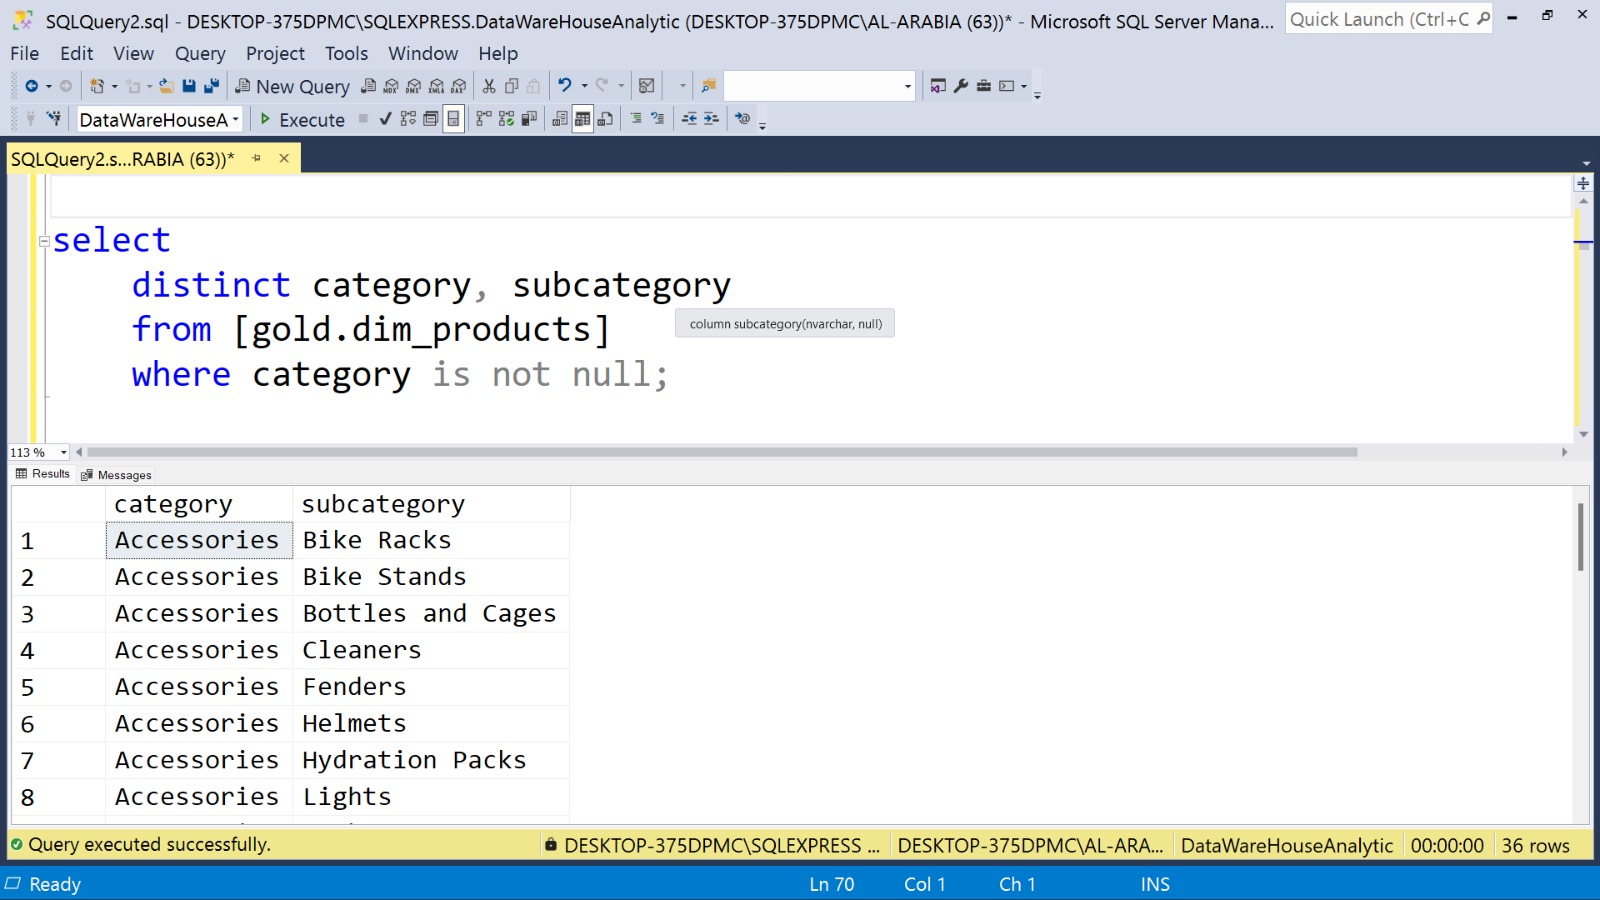 SQLQuery2.sql - DESKTOP-375DPMC\SQLEXPRESS.DataWareHouseAnalytic (DESKTOP-375DPMC\AL-ARABIA (63))* - Microsoft SQL Server Mana...
Quick Launch (Ctrl+C
File Edit View Query Project Tools Window Help
New Query
DataWareHouseA Execute
SQLQuery2.s...RABIA (63))*
select
distinct category, subcategory
from [gold.dim_products]
column subcategory(nvarchar, null)
where category is not null;
113 %
Results Messages
category subcategory
1 Accessories Bike Racks
2 Accessories Bike Stands
3 Accessories Bottles and Cages
4 Accessories Cleaners
5 Accessories Fenders
6 Accessories Helmets
7 Accessories Hydration Packs
8 Accessories Lights
Query executed successfully. DESKTOP-375DPMC\SQLEXPRESS ... DESKTOP-375DPMC\AL-ARA... DataWareHouseAnalytic 00:00:00 36 rows
Ready Ln 70 Col 1 Ch 1 INS